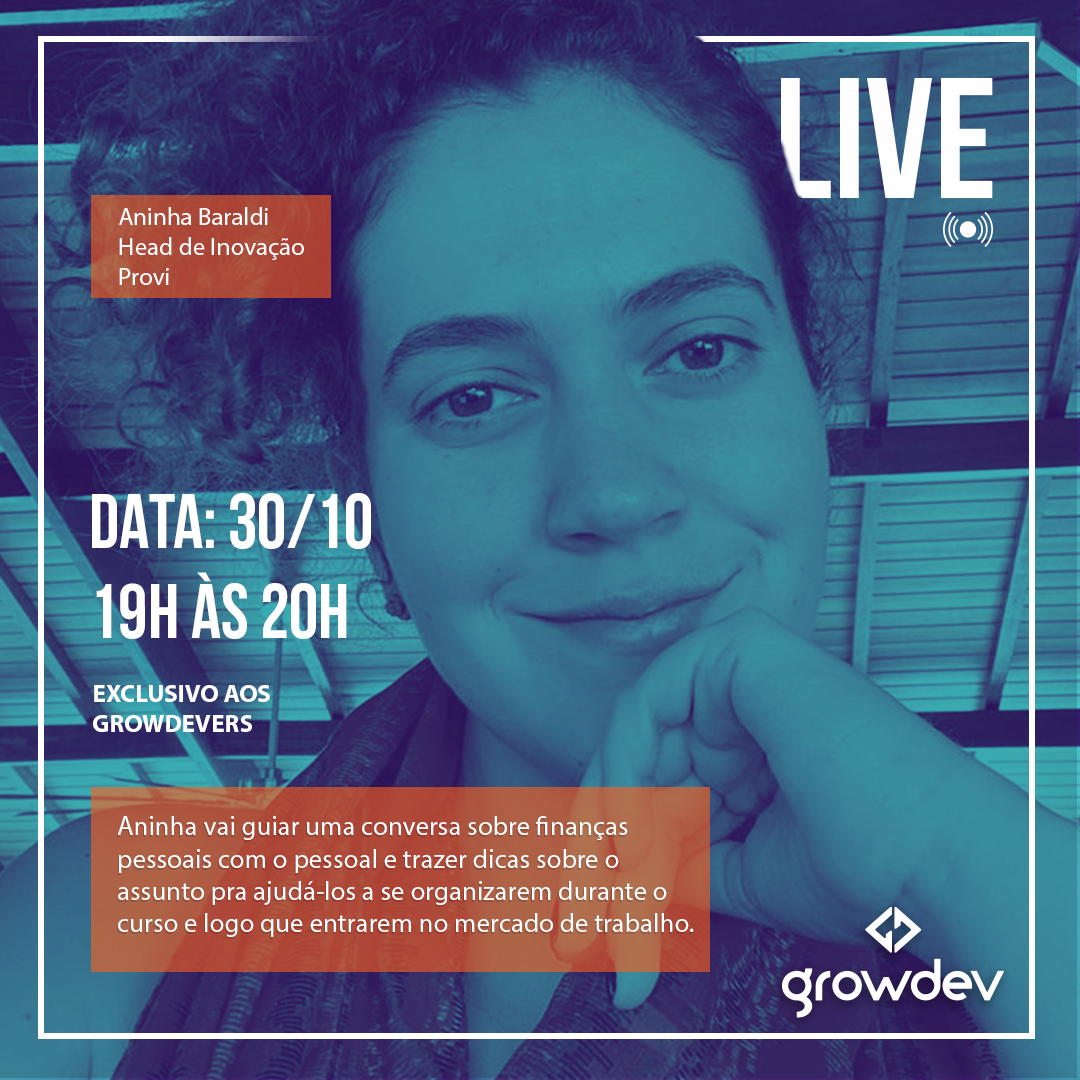 LIVE
Aninha Baraldi
Head de Inovação
Provi
DATA: 30/10
19H ÀS 20H
EXCLUSIVO AOS
GROWDEVERS
Aninha vai guiar uma conversa sobre finanças
pessoais com o pessoal e trazer dicas sobre o
assunto pra ajudá-los a se organizarem durante o
curso e logo que entrarem no mercado de trabalho.
growdev